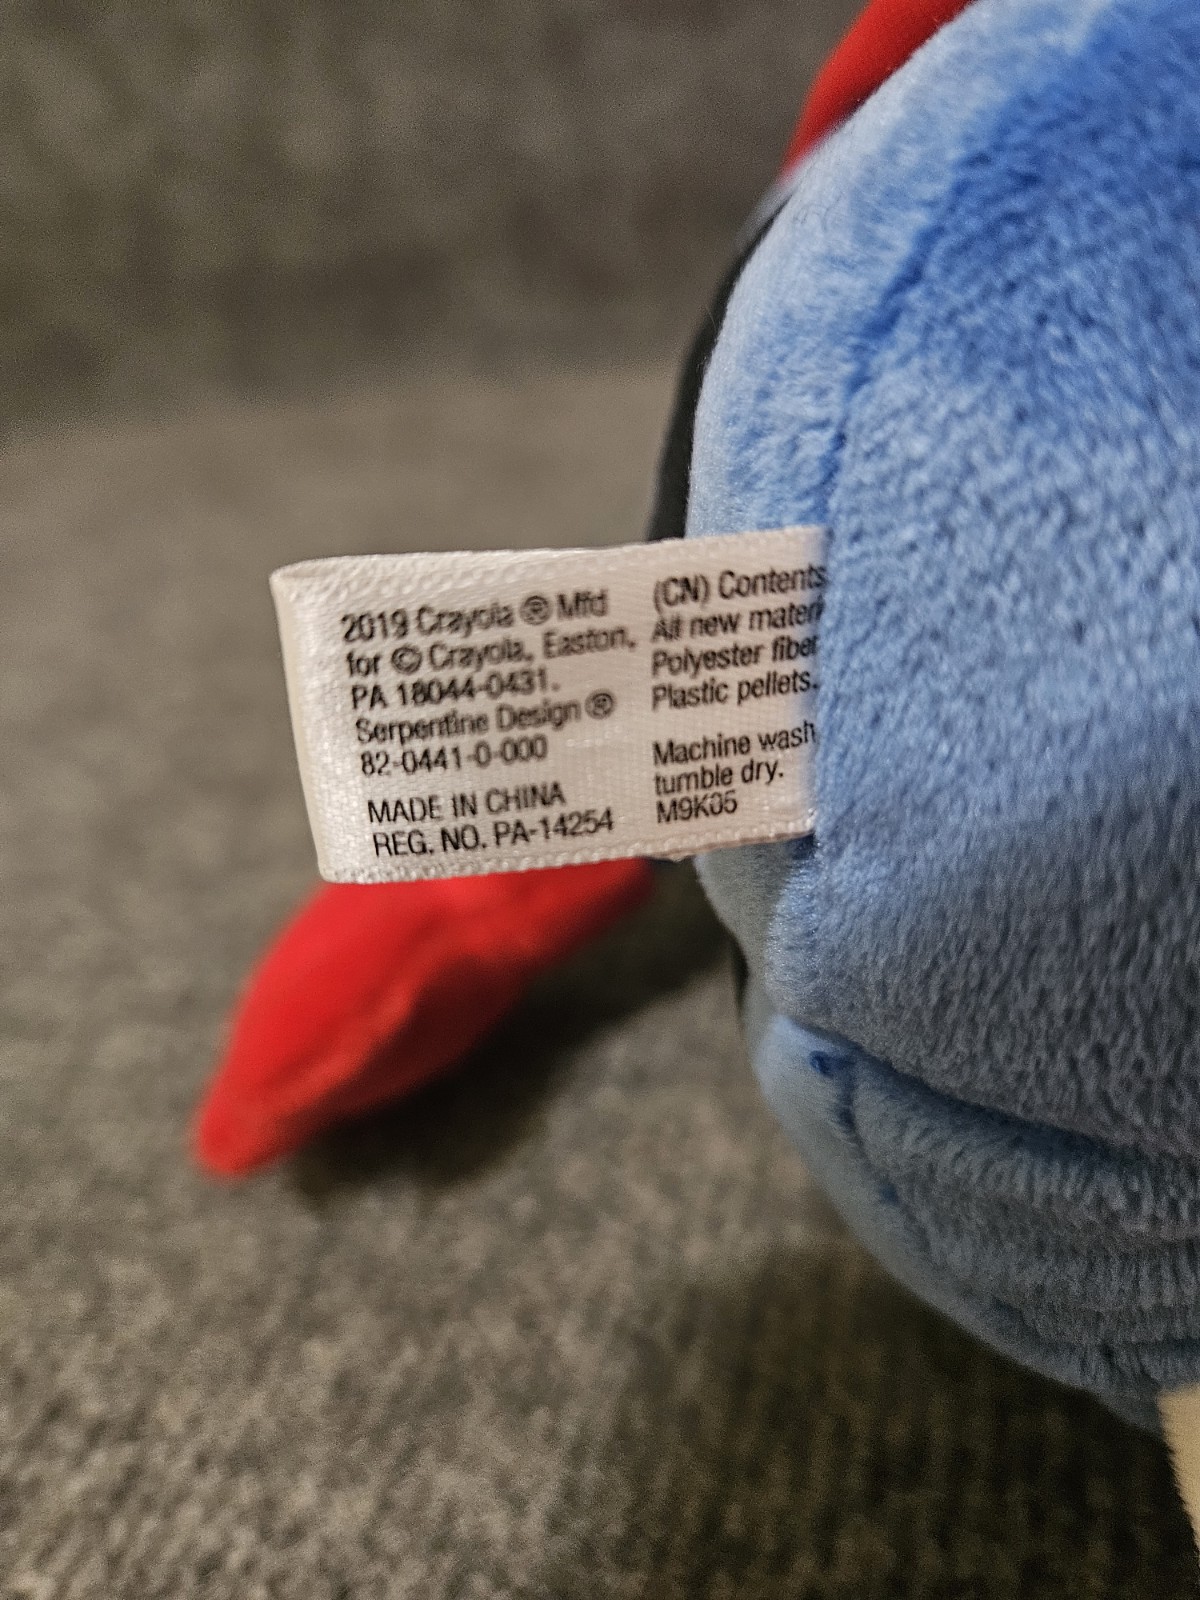 2019 Crayola ® Mfd
for © Crayola, Easton,
PA 18044-0431.
Serpentine Design ®
82-0441-0-000
MADE IN CHINA
REG. NO. PA-14254
(CN) Contents
All new materi
Polyester fiber
Plastic pellets.
Machine wash
tumble dry.
M9K05